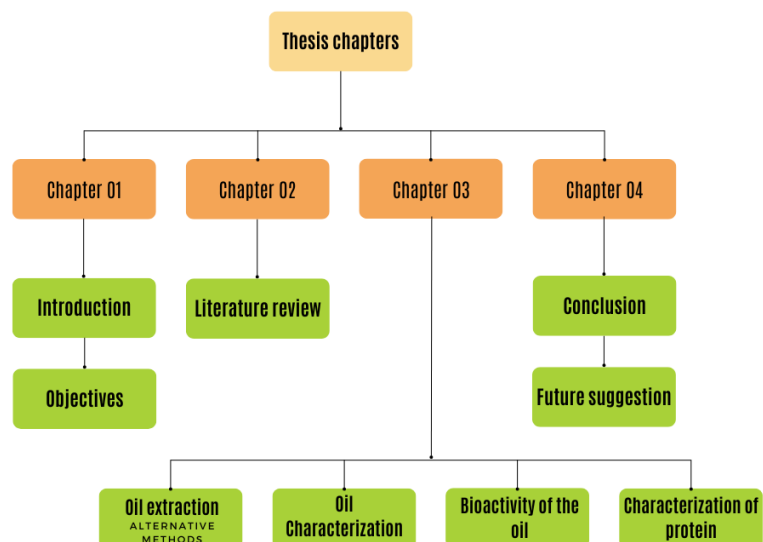 Thesis chapters
Chapter 01
Chapter 02
Chapter 03
Chapter 04
Introduction
Literature review
Conclusion
Objectives
Future suggestion
Oil extraction
ALTERNATIVE
METHODS
Oil
Characterization
Bioactivity of the
oil
Characterization of
protein